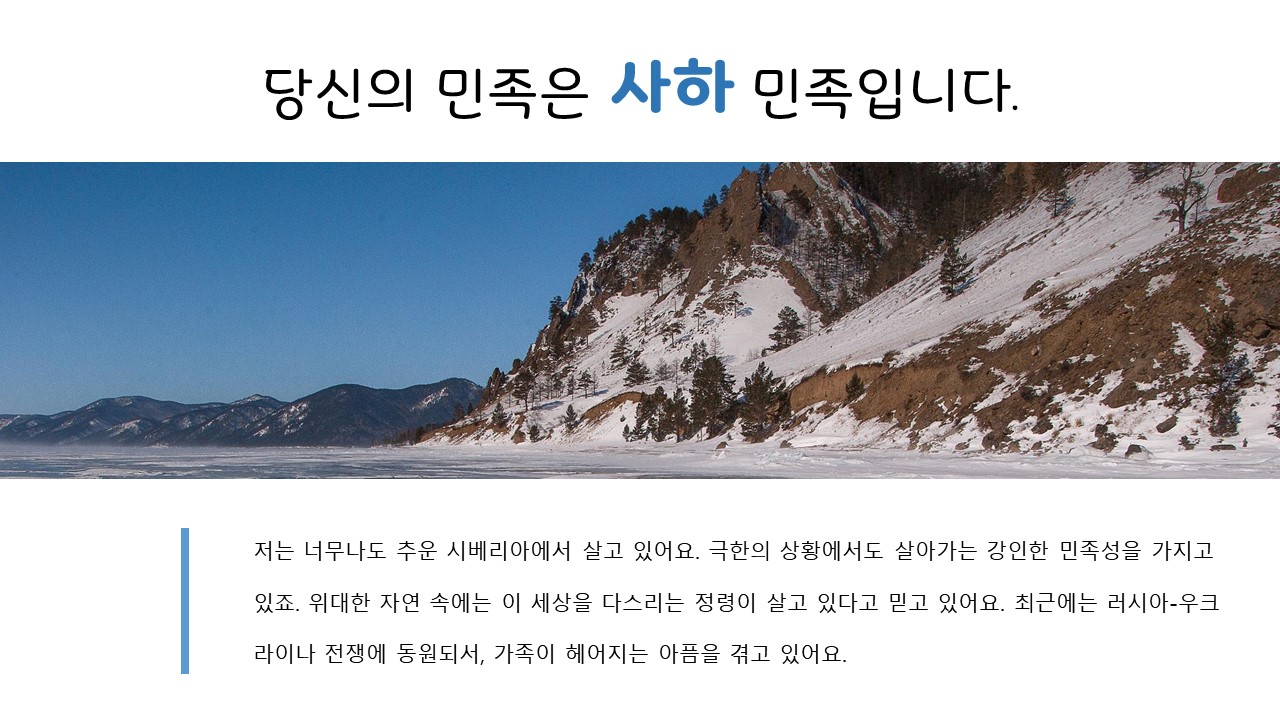 당신의 민족은 사하 민족입니다.
저는 너무나도 추운 시베리아에서 살고 있어요. 극한의 상황에서도 살아가는 강인한 민족성을 가지고
있죠. 위대한 자연 속에는 이 세상을 다스리는 정령이 살고 있다고 믿고 있어요. 최근에는 러시아-우크
라이나 전쟁에 동원되서, 가족이 헤어지는 아픔을 겪고 있어요.